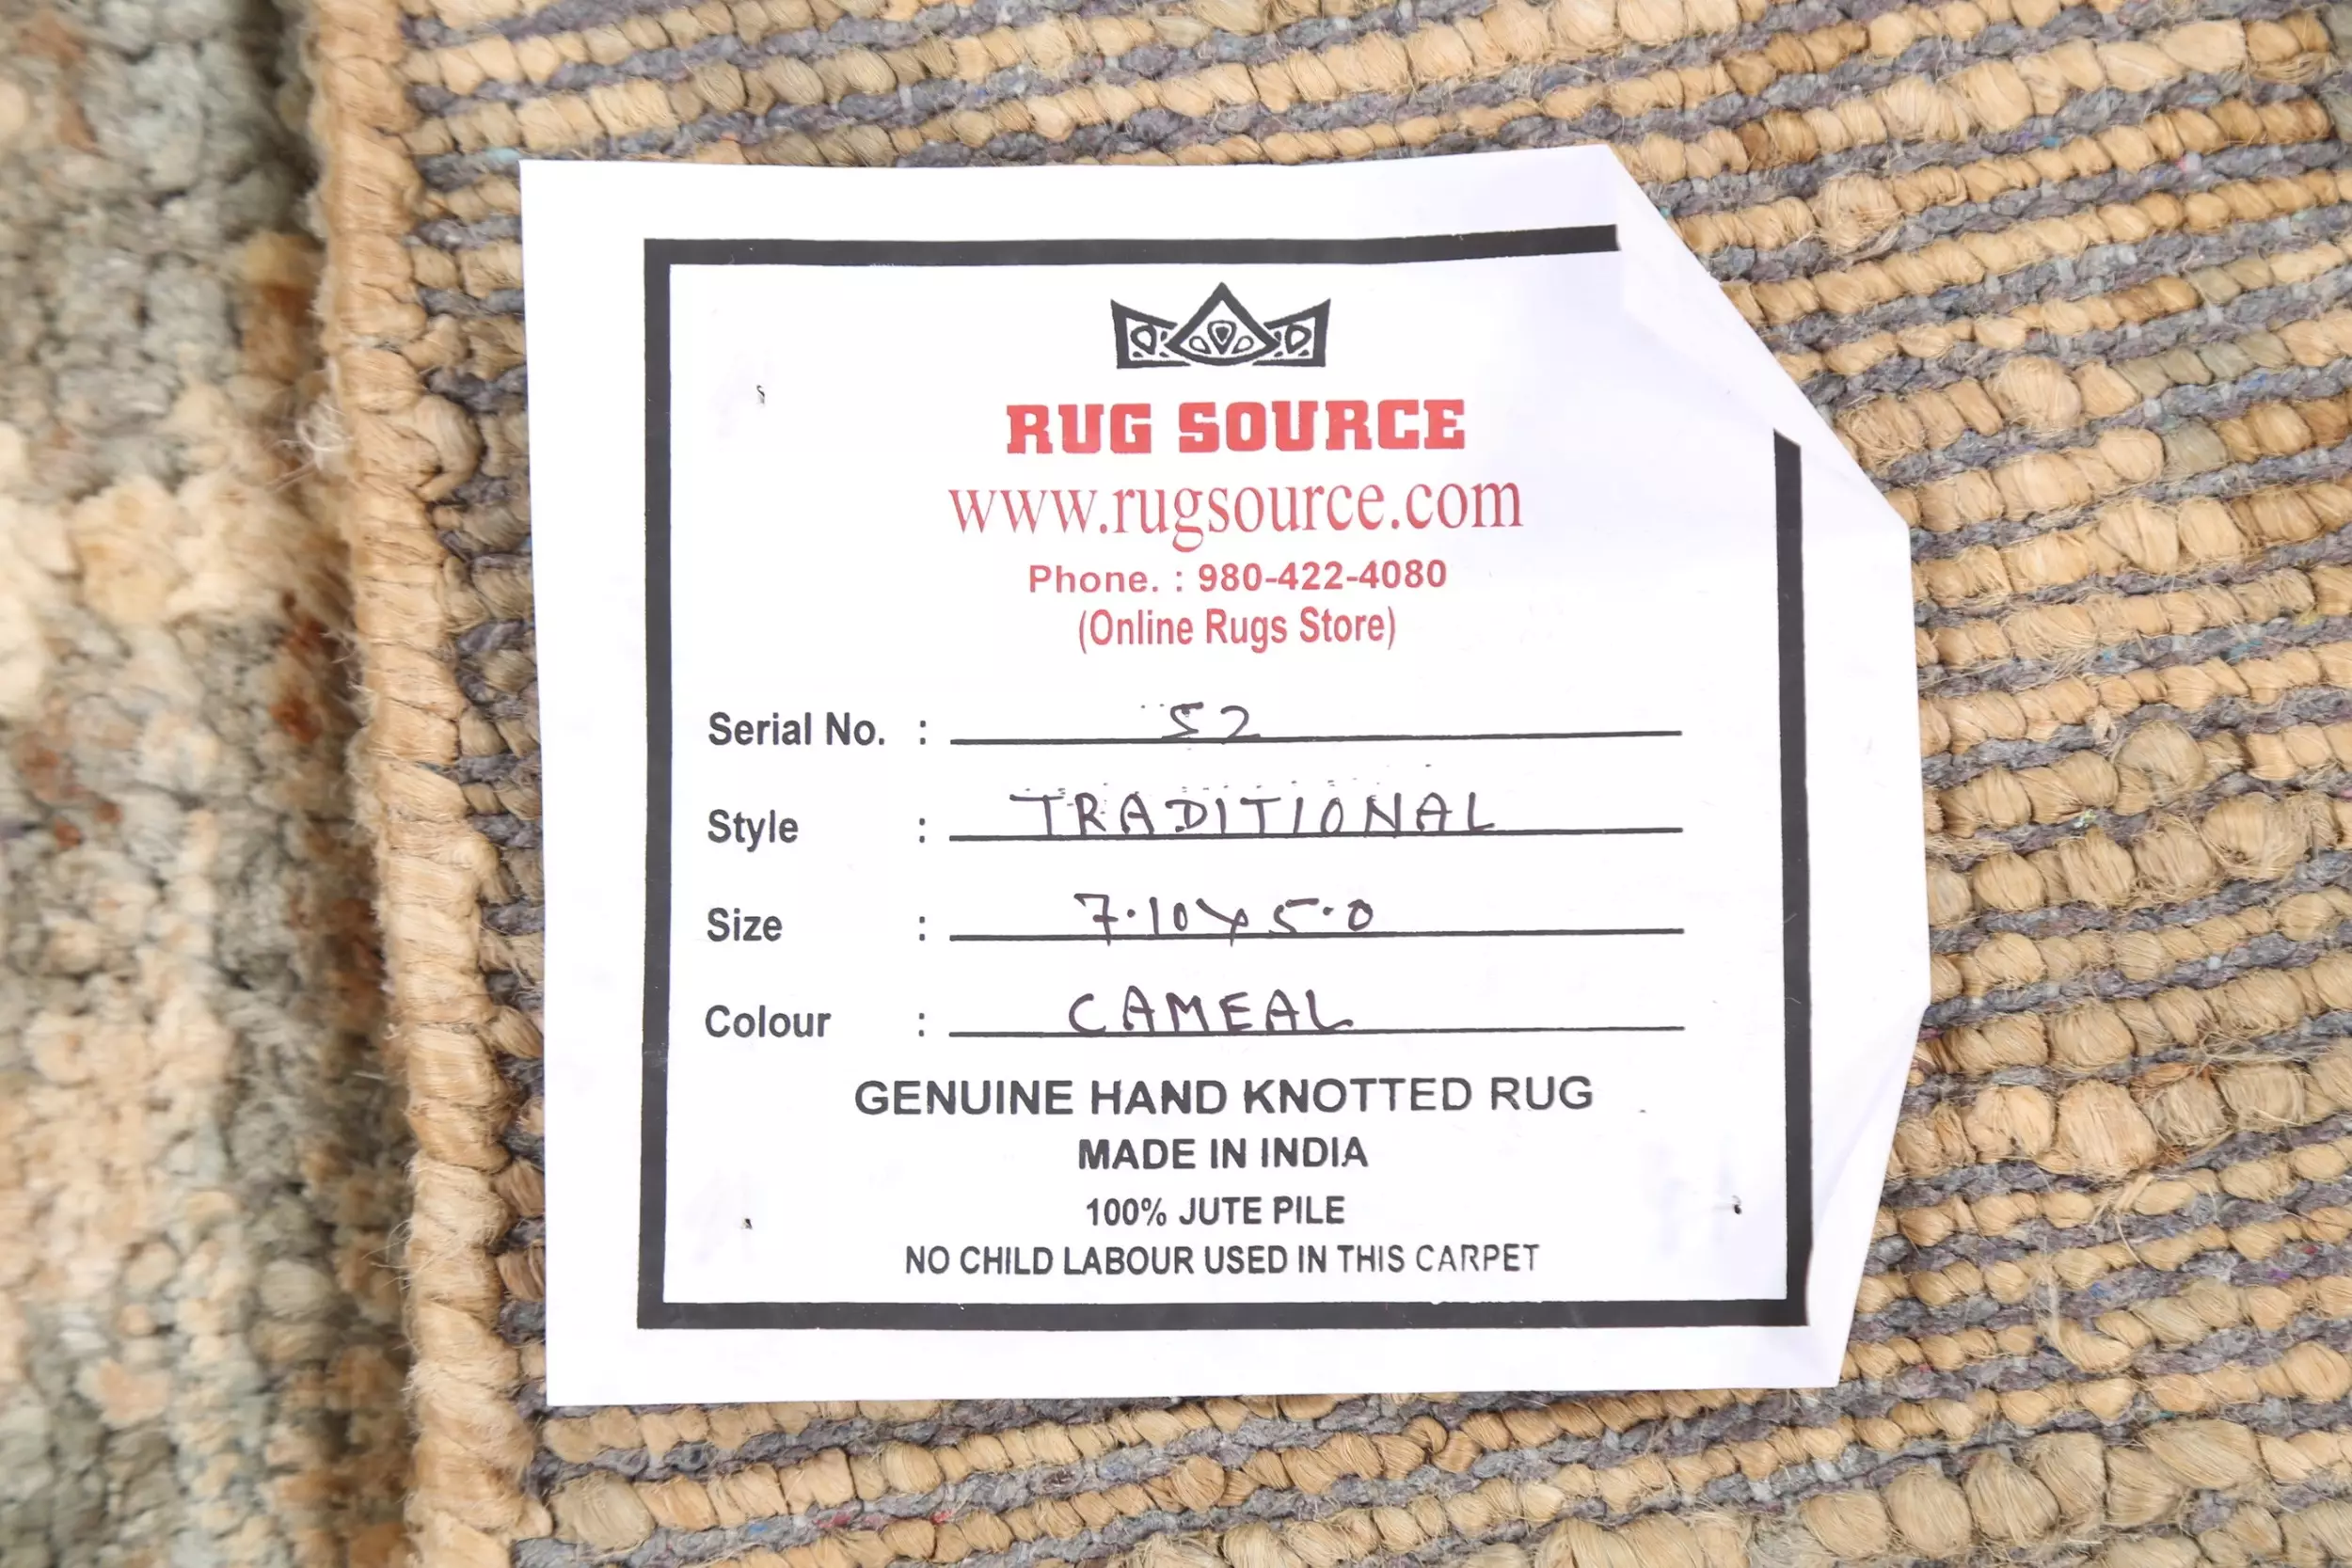 RUG SOURCE
www.rugsource.com
Phone. : 980-422-4080
(Online Rugs Store)
Serial No. : 52
Style : TRADITIONAL
Size : 7.10 x 5.0
Colour : CAMEAL
GENUINE HAND KNOTTED RUG
MADE IN INDIA
100% JUTE PILE
NO CHILD LABOUR USED IN THIS CARPET